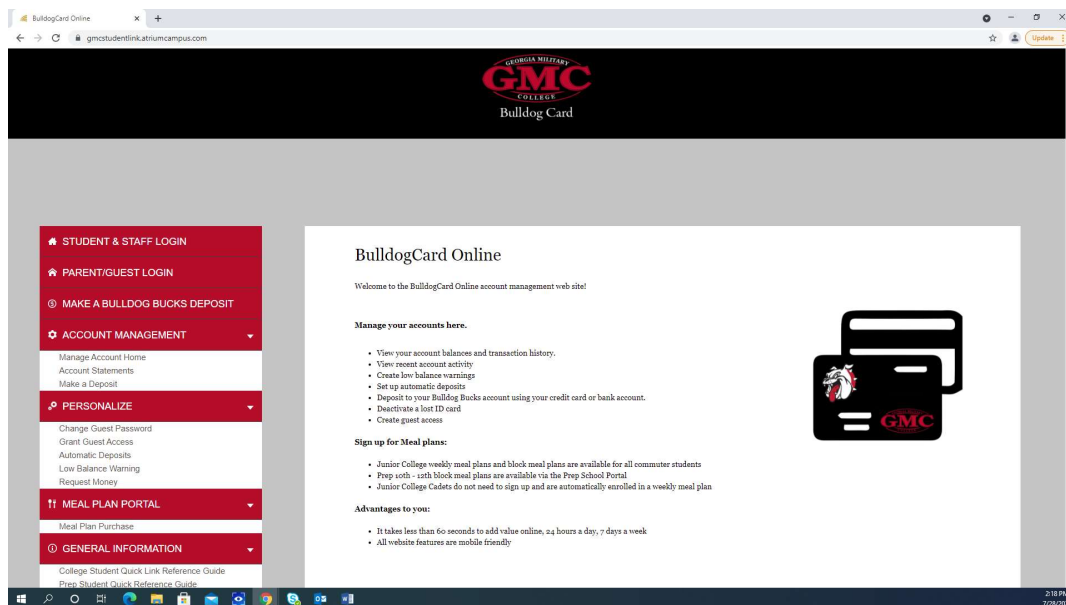 BulldogCard Online
gmcstudentlink.atriumcampus.com
Update
GEORGIA MILITARY
GMC
COLLEGE
Bulldog Card
STUDENT & STAFF LOGIN
PARENT/GUEST LOGIN
MAKE A BULLDOG BUCKS DEPOSIT
ACCOUNT MANAGEMENT
Manage Account Home
Account Statements
Make a Deposit
PERSONALIZE
Change Guest Password
Grant Guest Access
Automatic Deposits
Low Balance Warning
Request Money
MEAL PLAN PORTAL
Meal Plan Purchase
GENERAL INFORMATION
College Student Quick Link Reference Guide
Prep Student Quick Reference Guide
BulldogCard Online
Welcome to the BulldogCard Online account management web site!
Manage your accounts here.
• View your account balances and transaction history.
• View recent account activity
• Create low balance warnings
• Set up automatic deposits
• Deposit to your Bulldog Bucks account using your credit card or bank account.
• Deactivate a lost ID card
• Create guest access
Sign up for Meal plans:
• Junior College weekly meal plans and block meal plans are available for all commuter students
• Prep 10th - 12th block meal plans are available via the Prep School Portal
• Junior College Cadets do not need to sign up and are automatically enrolled in a weekly meal plan
Advantages to you:
• It takes less than 60 seconds to add value online, 24 hours a day, 7 days a week
• All website features are mobile friendly
GMC
2:18 PM
7/28/20